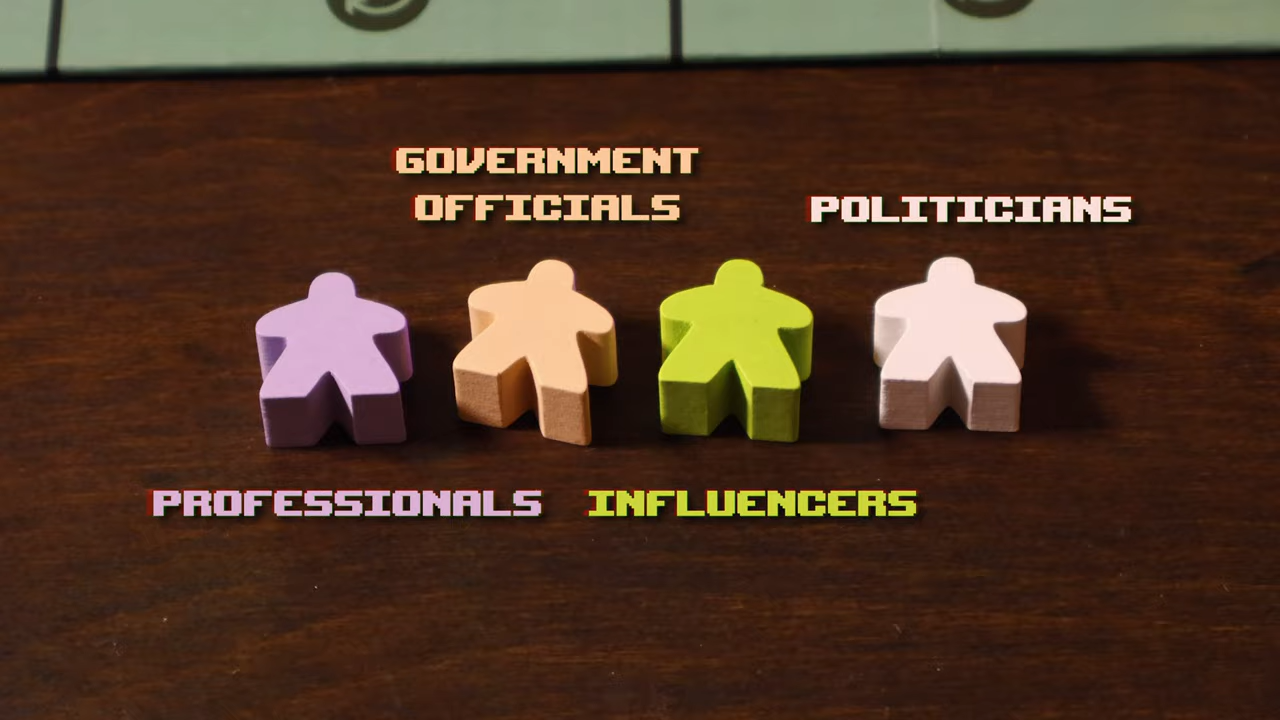 GOVERNMENT
OFFICIALS
POLITICIANS
PROFESSIONALS
INFLUENCERS